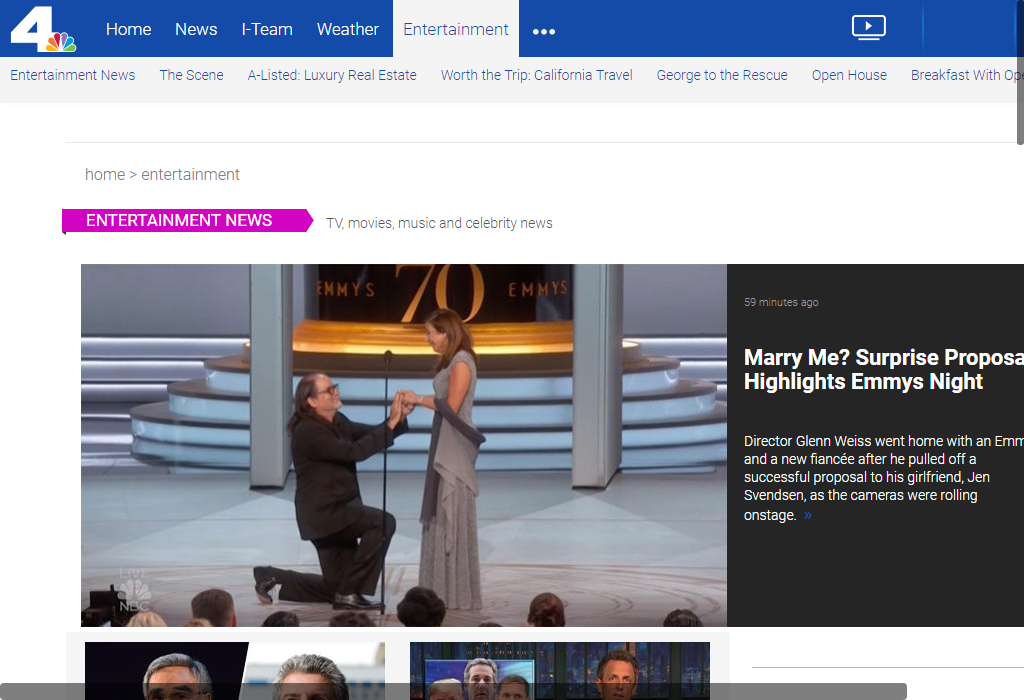 4
Home News I-Team Weather Entertainment •••
Entertainment News The Scene A-Listed: Luxury Real Estate Worth the Trip: California Travel George to the Rescue Open House Breakfast With Ope
home > entertainment
ENTERTAINMENT NEWS TV, movies, music and celebrity news
EMMYS 70 EMMYS
59 minutes ago
Marry Me? Surprise Proposa
Highlights Emmys Night
Director Glenn Weiss went home with an Emm
and a new fiancée after he pulled off a
successful proposal to his girlfriend, Jen
Svendsen, as the cameras were rolling
onstage. »
LIVE
NBC